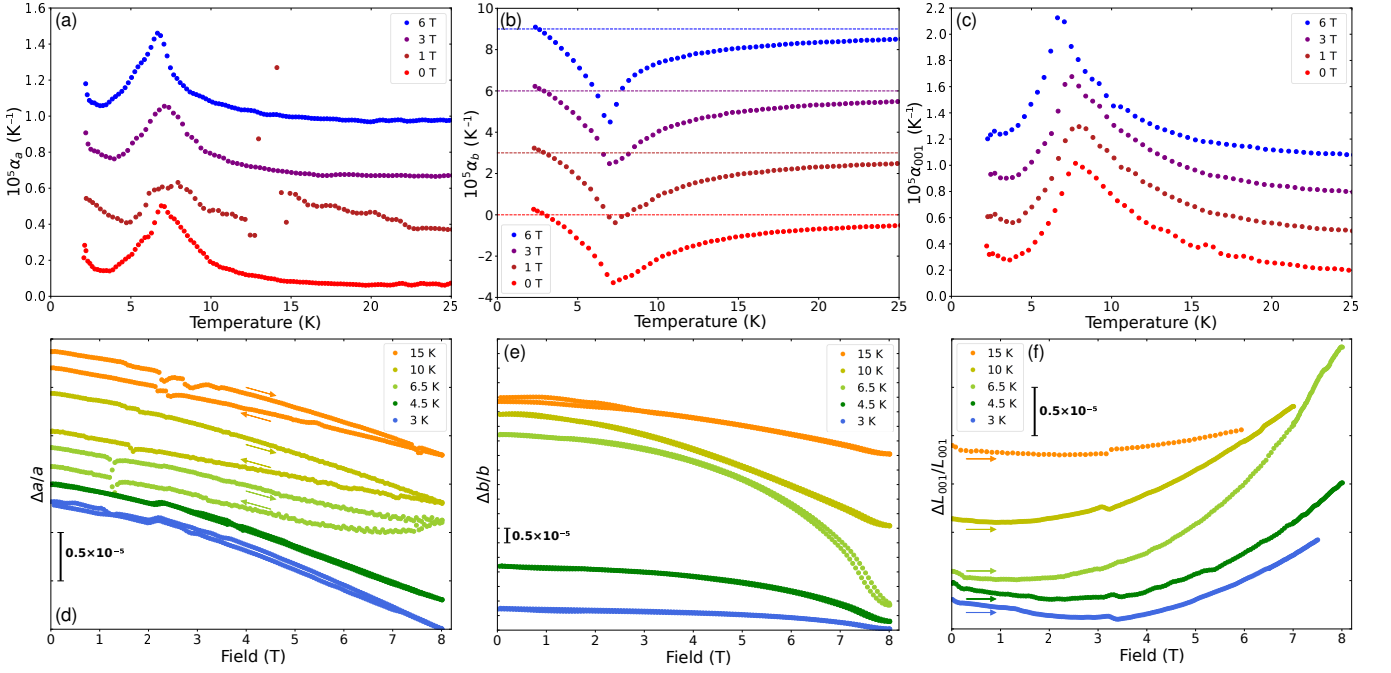 (a)
1.6
1.4
1.2
1.0
0.8
0.6
0.4
0.2
0.0
10⁵αₐ (K⁻¹)
6 T
3 T
1 T
0 T
0 5 10 15 20 25
Temperature (K)
(b)
10
8
6
4
2
0
−2
−4
10⁵α_b (K⁻¹)
6 T
3 T
1 T
0 T
0 5 10 15 20 25
Temperature (K)
(c)
2.2
2.0
1.8
1.6
1.4
1.2
1.0
0.8
0.6
0.4
0.2
0.0
10⁵α₀₀₁ (K⁻¹)
6 T
3 T
1 T
0 T
0 5 10 15 20 25
Temperature (K)
(d)
Δa/a
15 K
10 K
6.5 K
4.5 K
3 K
0.5×10⁻⁵
0 1 2 3 4 5 6 7 8
Field (T)
(e)
Δb/b
15 K
10 K
6.5 K
4.5 K
3 K
0.5×10⁻⁵
0 1 2 3 4 5 6 7 8
Field (T)
(f)
ΔL₀₀₁/L₀₀₁
15 K
10 K
6.5 K
4.5 K
3 K
0.5×10⁻⁵
0 1 2 3 4 5 6 7 8
Field (T)